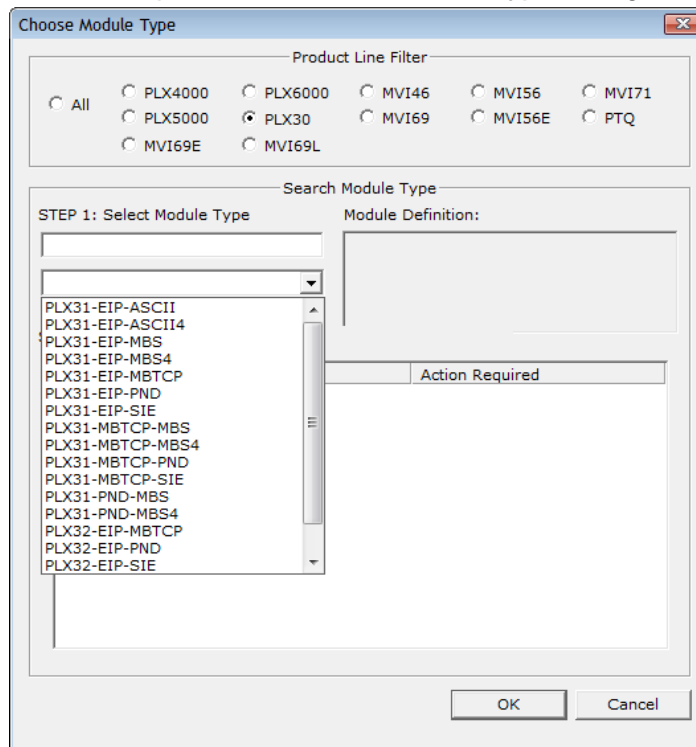 Choose Module Type
Product Line Filter
All
PLX4000 PLX6000 MVI46 MVI56 MVI71
PLX5000 PLX30 MVI69 MVI56E PTQ
MVI69E MVI69L
Search Module Type
STEP 1: Select Module Type Module Definition:
PLX31-EIP-ASCII
PLX31-EIP-ASCII4
PLX31-EIP-MBS
PLX31-EIP-MBS4
PLX31-EIP-MBTCP
PLX31-EIP-PND
PLX31-EIP-SIE
PLX31-MBTCP-MBS
PLX31-MBTCP-MBS4
PLX31-MBTCP-PND
PLX31-MBTCP-SIE
PLX31-PND-MBS
PLX31-PND-MBS4
PLX32-EIP-MBTCP
PLX32-EIP-PND
PLX32-EIP-SIE
Action Required
OK Cancel